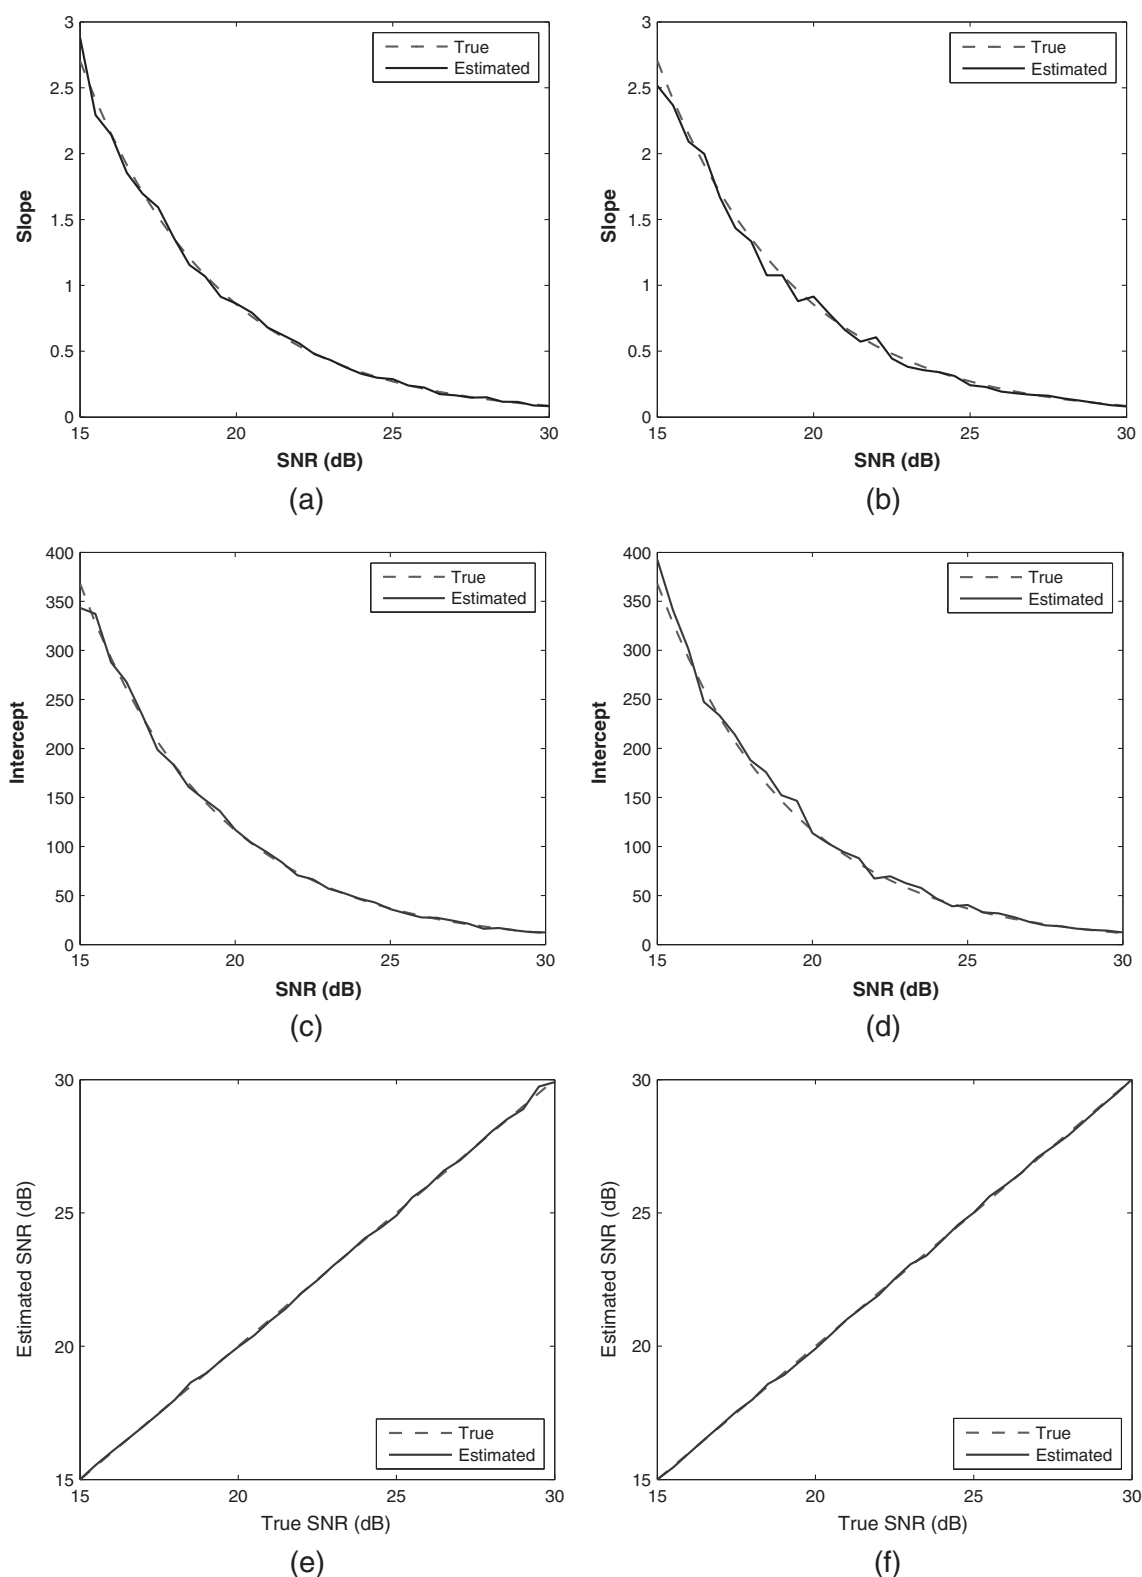 3
2.5
2
1.5
1
0.5
0
Slope
True
Estimated
15 20 25 30
SNR (dB)
(a)
3
2.5
2
1.5
1
0.5
0
Slope
True
Estimated
15 20 25 30
SNR (dB)
(b)
400
350
300
250
200
150
100
50
0
Intercept
True
Estimated
15 20 25 30
SNR (dB)
(c)
400
350
300
250
200
150
100
50
0
Intercept
True
Estimated
15 20 25 30
SNR (dB)
(d)
30
25
20
15
Estimated SNR (dB)
True
Estimated
15 20 25 30
True SNR (dB)
(e)
30
25
20
15
Estimated SNR (dB)
True
Estimated
15 20 25 30
True SNR (dB)
(f)